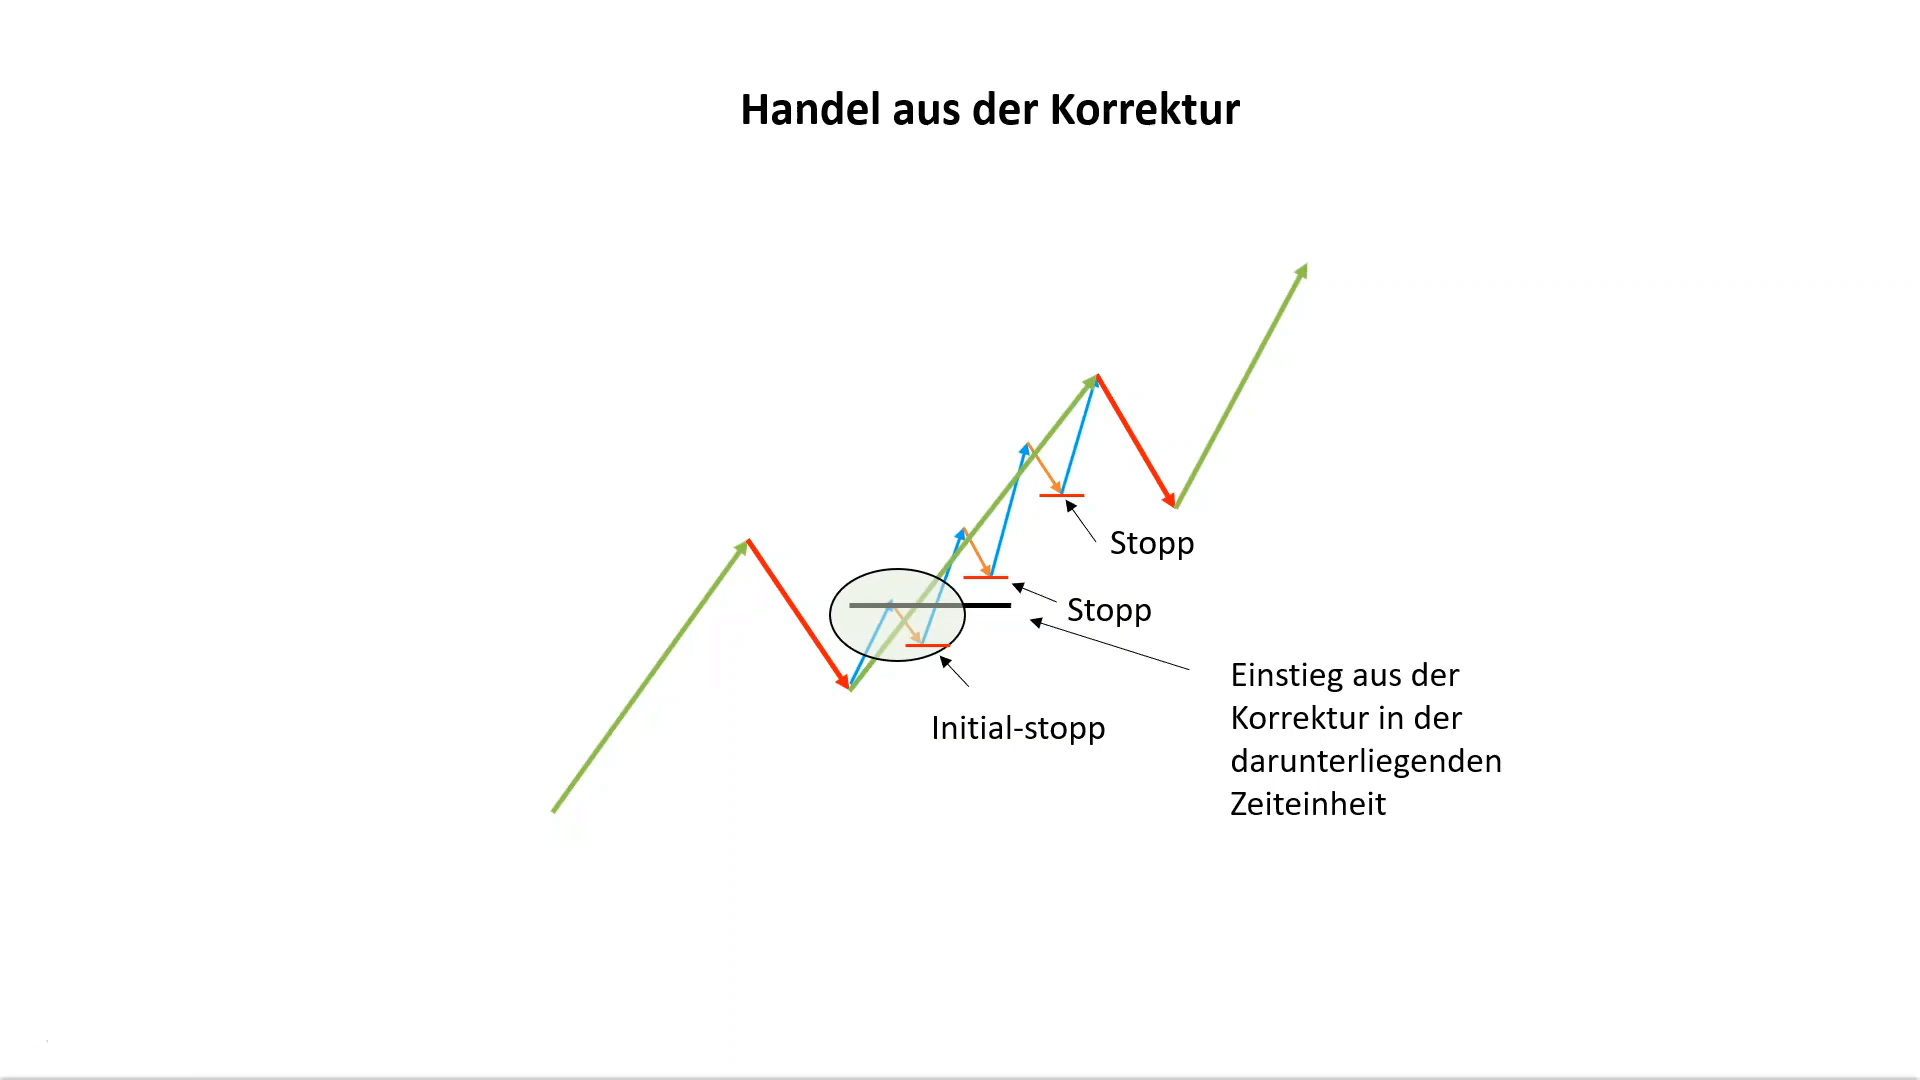 Handel aus der Korrektur
Stopp
Stopp
Einstieg aus der
Korrektur in der
darunterliegenden
Zeiteinheit
Initial-stopp